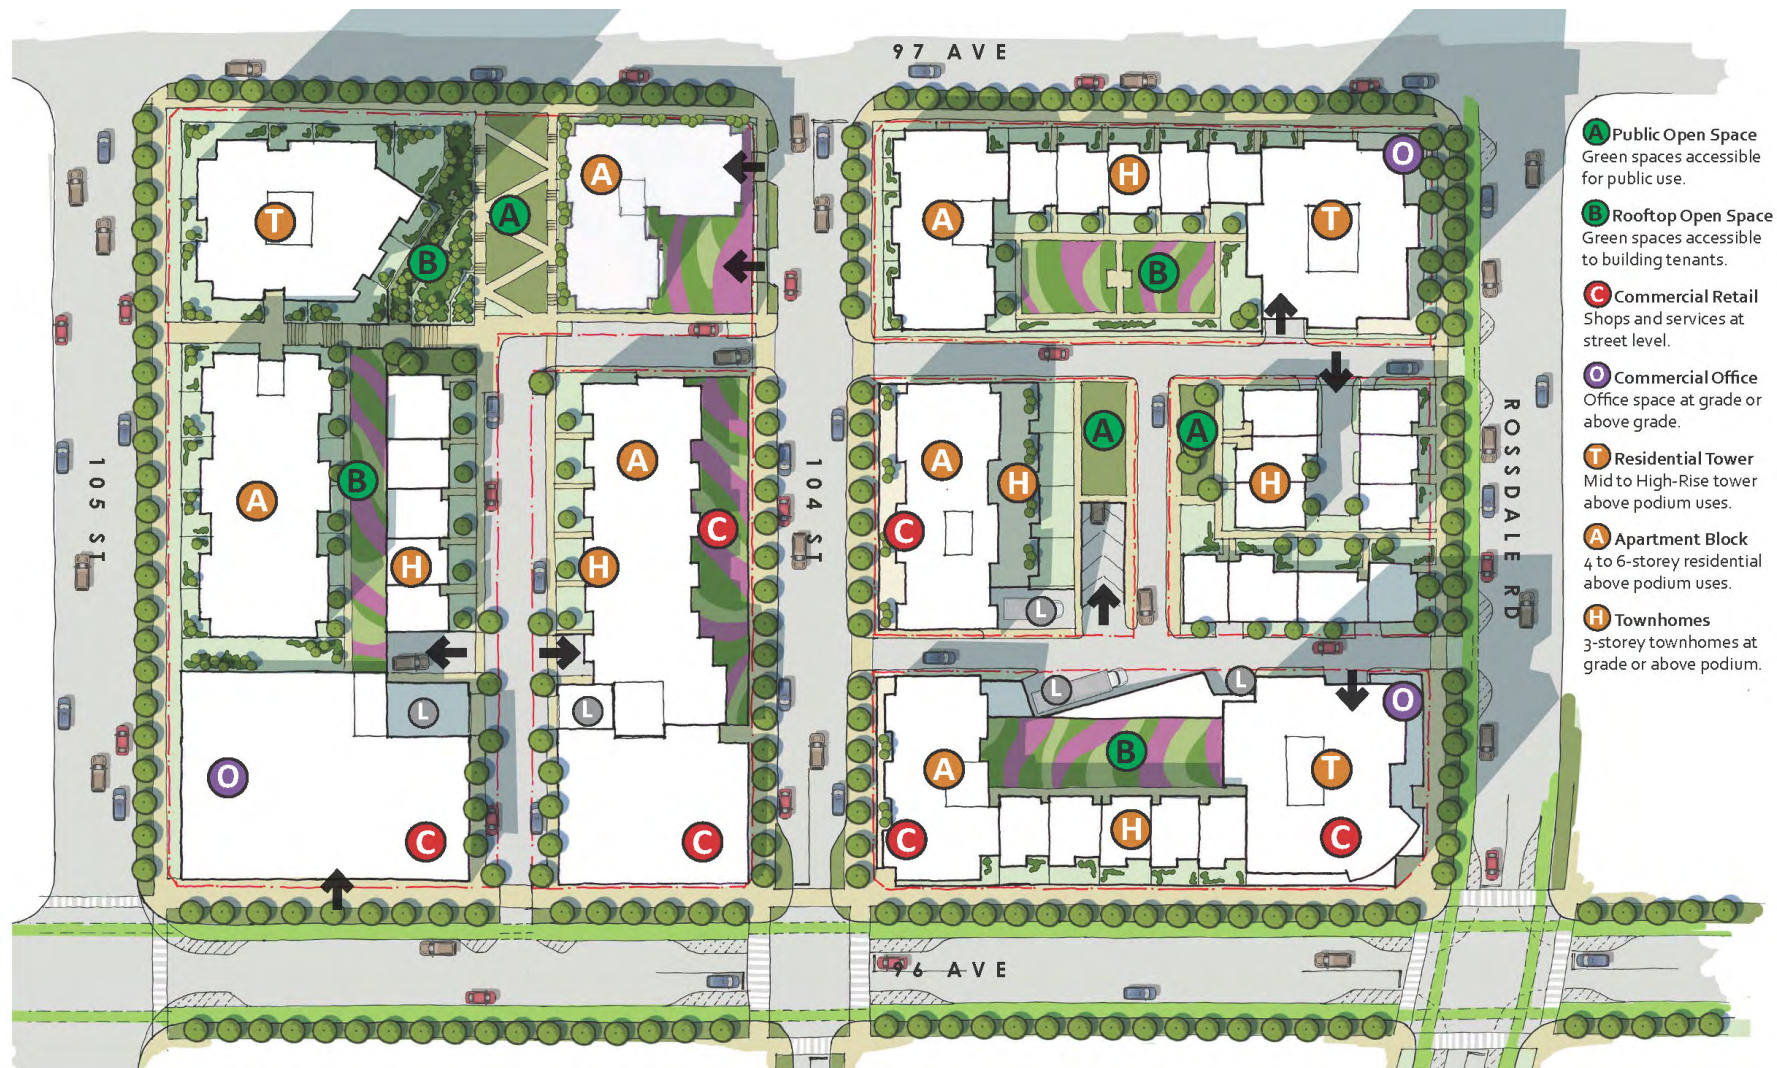 97 AVE
A Public Open Space
Green spaces accessible
for public use.
B Rooftop Open Space
Green spaces accessible
to building tenants.
C Commercial Retail
Shops and services at
street level.
O Commercial Office
Office space at grade or
above grade.
T Residential Tower
Mid to High-Rise tower
above podium uses.
A Apartment Block
4 to 6-storey residential
above podium uses.
H Townhomes
3-storey townhomes at
grade or above podium.
A
H
O
T
A
B
A
T
B
A
A
A
H
C
A
A
H
B
C
C
H
H
L
L
L
L
L
O
O
A
B
T
C
C
C
H
C
105 ST
104 ST
ROSSDALE RD
96 AVE